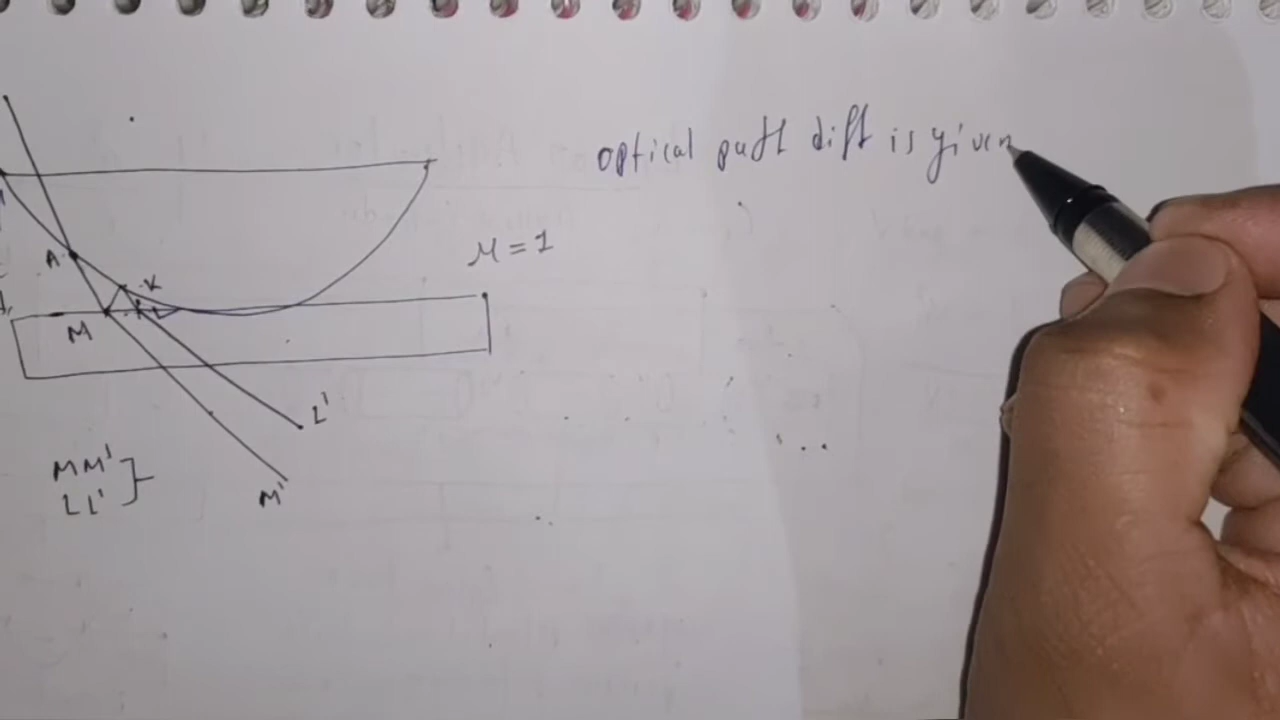 optical path diff is given
μ = 1
A
K
L
M
L'
MM'
LL'
M'